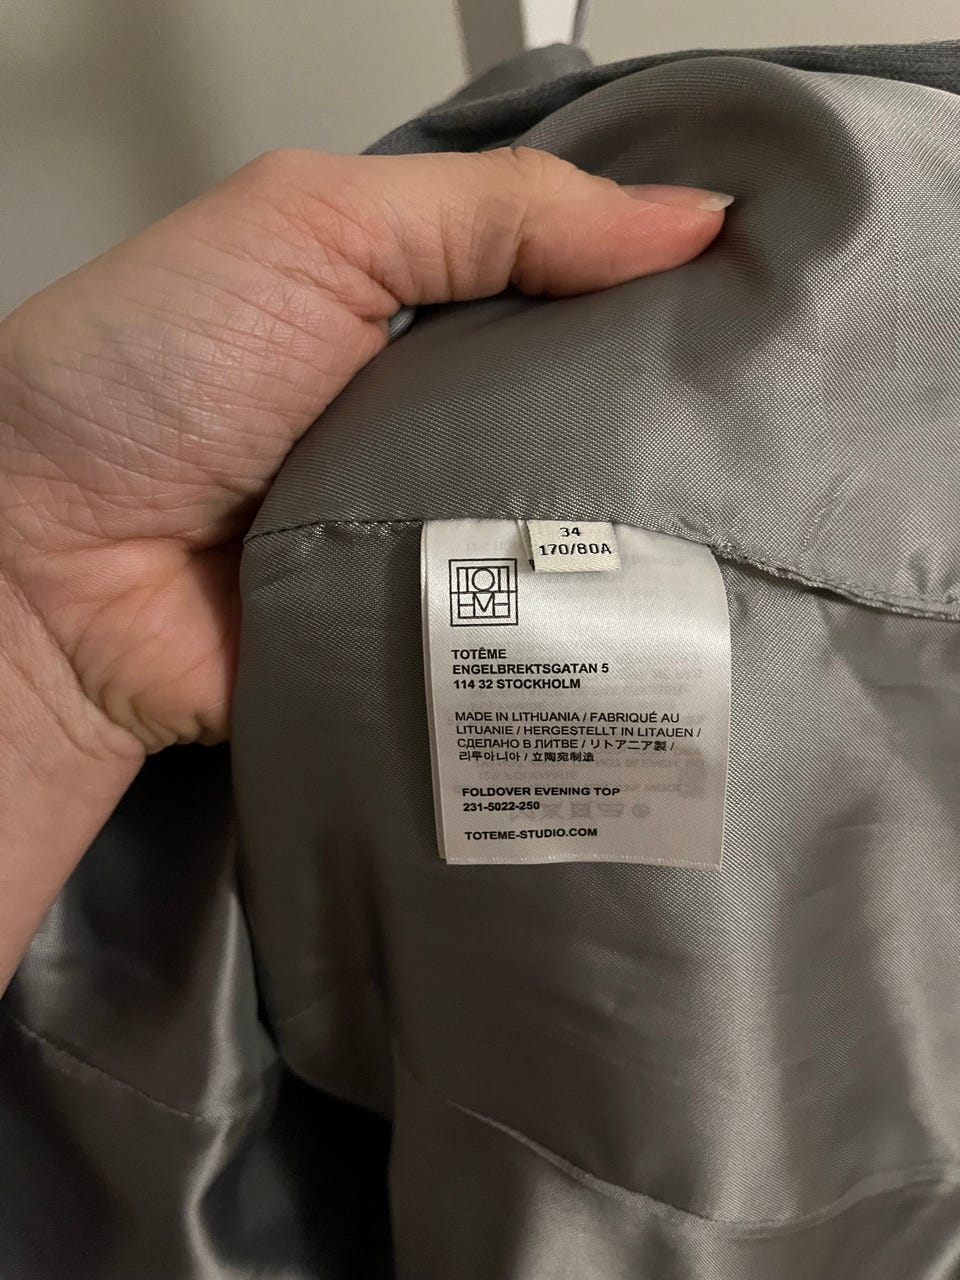 34
170/80A
TOTEME
TOTÊME
ENGELBREKTSGATAN 5
114 32 STOCKHOLM
MADE IN LITHUANIA / FABRIQUÉ AU
LITUANIE / HERGESTELLT IN LITAUEN /
СДЕЛАНО В ЛИТВЕ / リトアニア製 /
리투아니아 / 立陶宛制造
FOLDOVER EVENING TOP
231-5022-250
TOTEME-STUDIO.COM